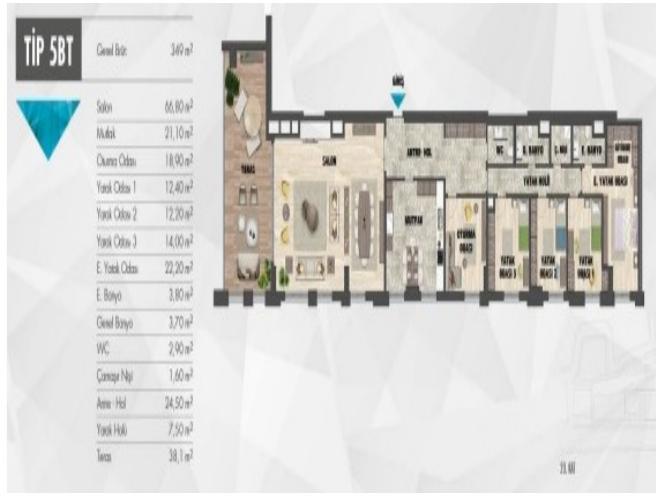 TİP 5BT
Genel Brüt: 349 m²
Salon 66,80 m²
Mutfak 21,10 m²
Oturma Odası 18,90 m²
Yatak Odası 1 12,40 m²
Yatak Odası 2 12,20 m²
Yatak Odası 3 14,00 m²
E. Yatak Odası 22,20 m²
E. Banyo 3,80 m²
Genel Banyo 3,70 m²
WC 2,90 m²
Çamaşır Nişi 1,60 m²
Antre - Hol 24,50 m²
Yatak Holü 7,50 m²
Teras 38,1 m²
GİRİŞ
ANTRE - HOL
WC
G. BANYO
E. BANYO
TERAS
SALON
YATAK HOLÜ
E. YATAK ODASI
MUTFAK
OTURMA
ODASI
YATAK
ODASI 3
YATAK
ODASI 2
YATAK
ODASI
23. KAT